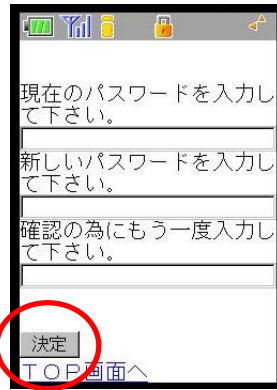 現在のパスワードを入力し
て下さい。
新しいパスワードを入力し
て下さい。
確認の為にもう一度入力し
て下さい。
決定
ＴＯＰ画面へ